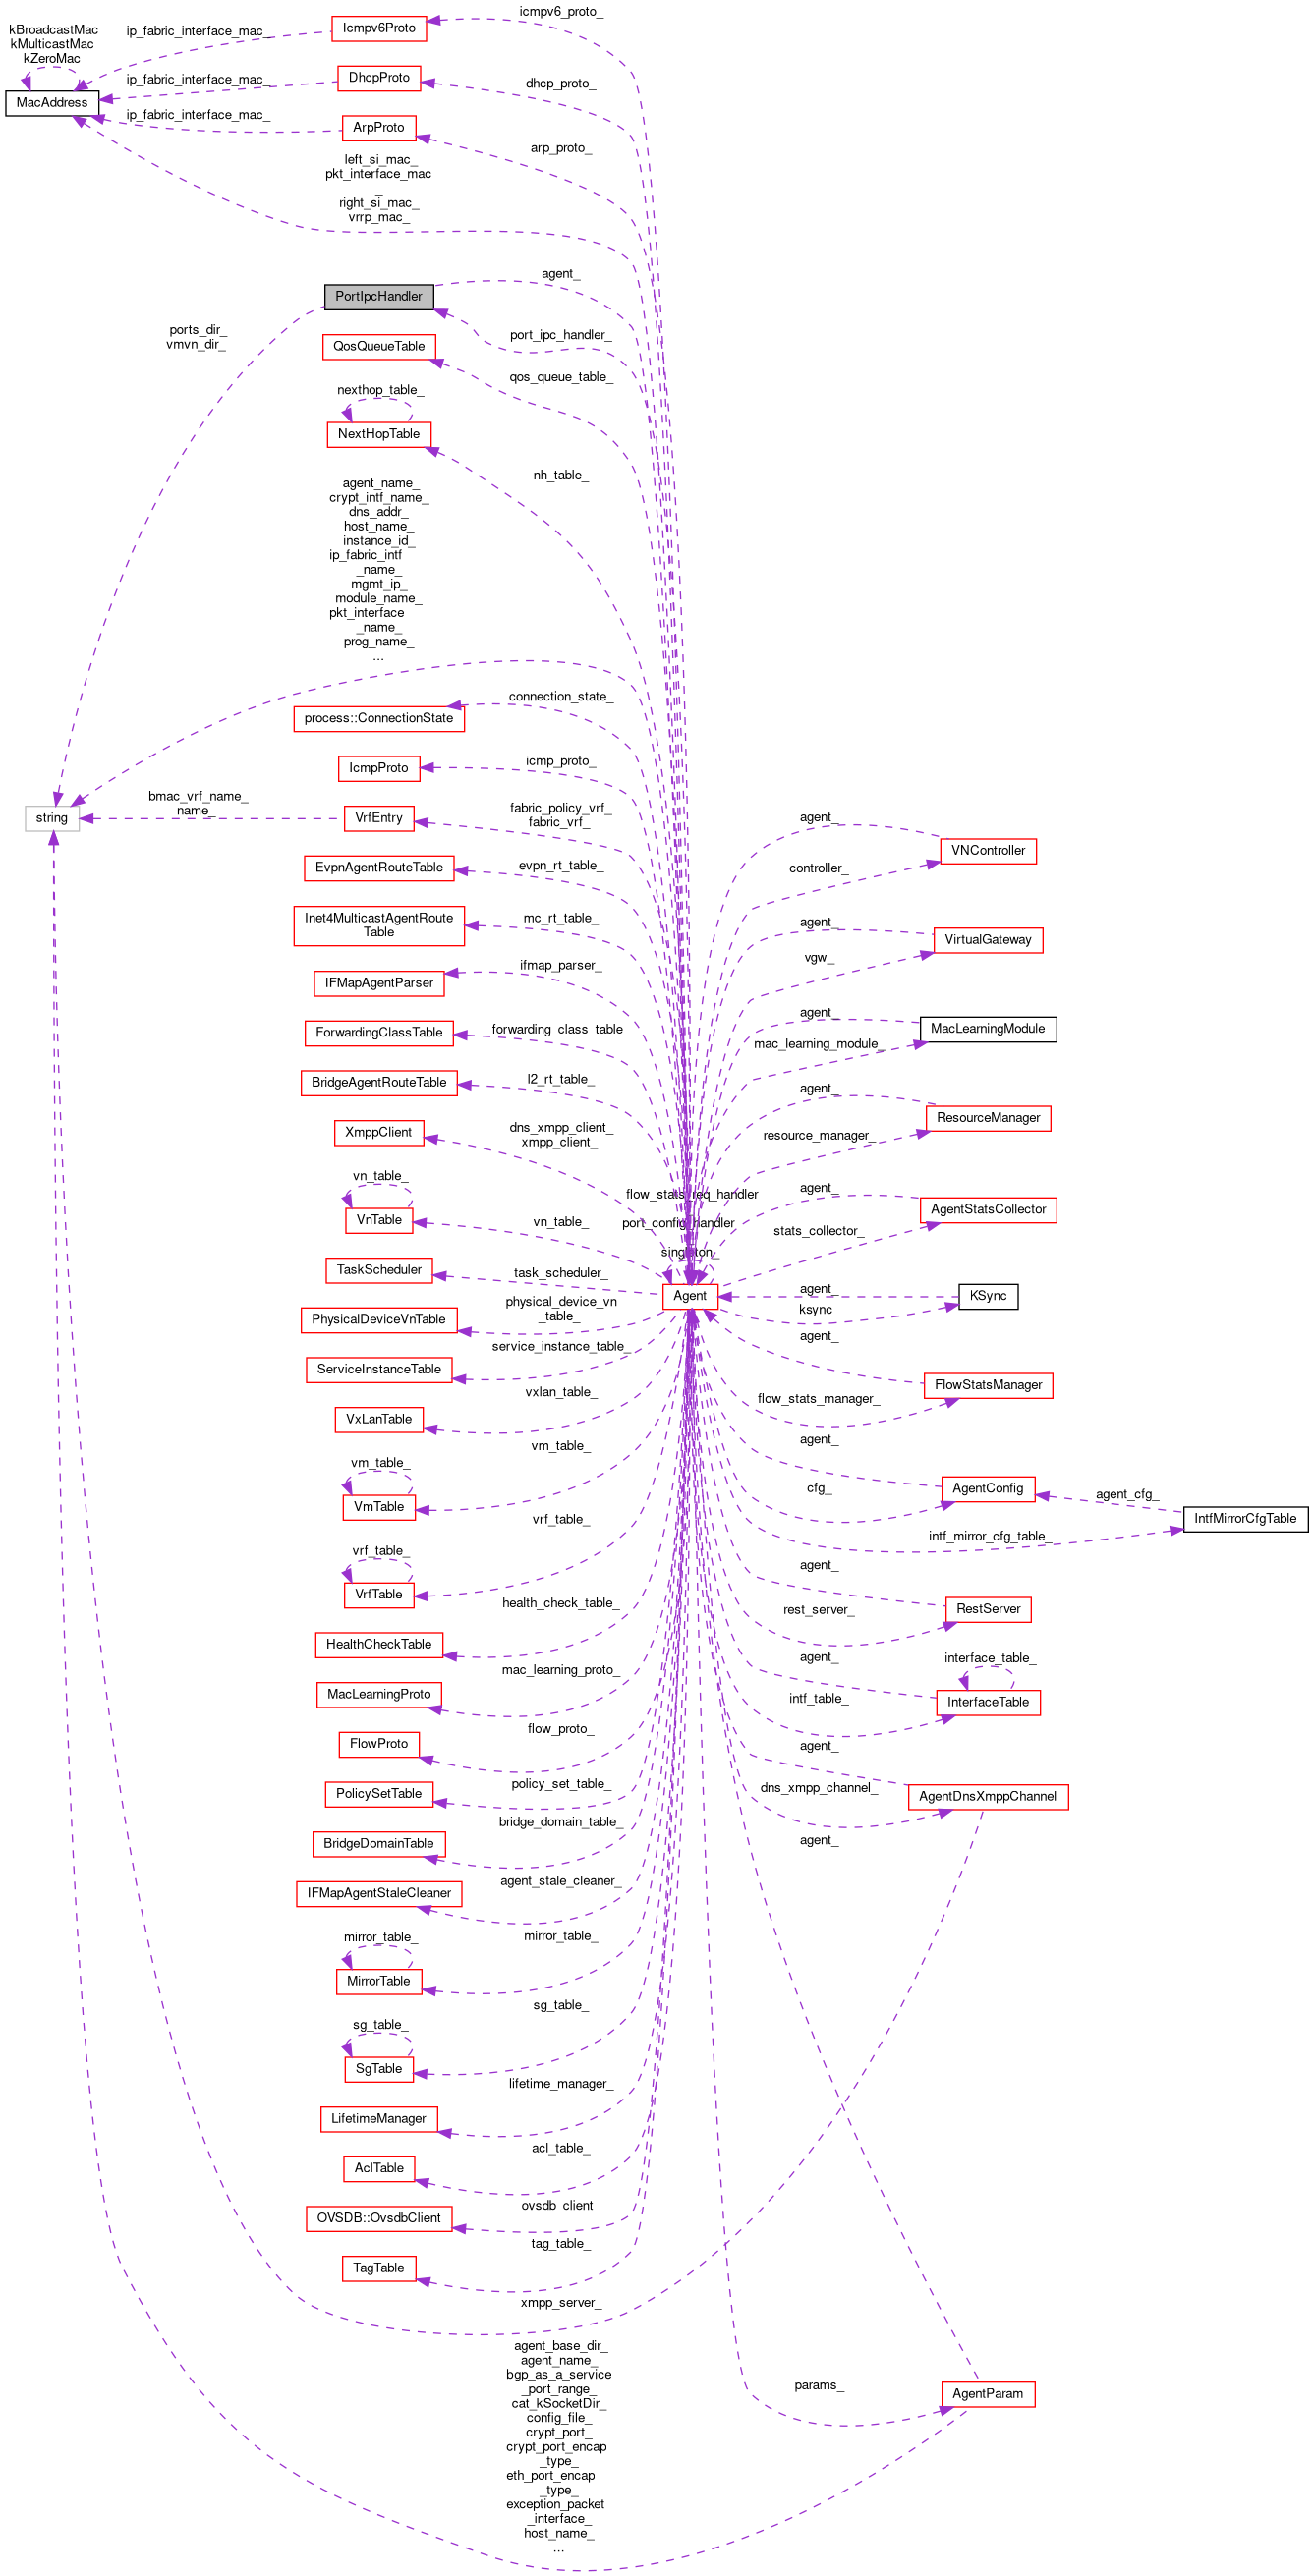 kBroadcastMac
kMulticastMac
kZeroMac
MacAddress
ip_fabric_interface_mac_
ip_fabric_interface_mac_
ip_fabric_interface_mac_
Icmpv6Proto
icmpv6_proto_
DhcpProto
dhcp_proto_
ArpProto
arp_proto_
left_si_mac_
pkt_interface_mac
_
right_si_mac_
vrrp_mac_
PortIpcHandler
agent_
ports_dir_
vmvn_dir_
port_ipc_handler_
QosQueueTable
qos_queue_table_
nexthop_table_
NextHopTable
nh_table_
agent_name_
crypt_intf_name_
dns_addr_
host_name_
instance_id_
ip_fabric_intf
_name_
mgmt_ip_
module_name_
pkt_interface
_name_
prog_name_
...
process::ConnectionState
connection_state_
IcmpProto
icmp_proto_
string
bmac_vrf_name_
name_
VrfEntry
fabric_policy_vrf_
fabric_vrf_
EvpnAgentRouteTable
evpn_rt_table_
Inet4MulticastAgentRoute
Table
mc_rt_table_
IFMapAgentParser
ifmap_parser_
ForwardingClassTable
forwarding_class_table_
BridgeAgentRouteTable
l2_rt_table_
XmppClient
dns_xmpp_client_
xmpp_client_
vn_table_
VnTable
vn_table_
TaskScheduler
task_scheduler_
PhysicalDeviceVnTable
physical_device_vn
_table_
ServiceInstanceTable
service_instance_table_
VxLanTable
vxlan_table_
vm_table_
VmTable
vm_table_
vrf_table_
VrfTable
vrf_table_
HealthCheckTable
health_check_table_
MacLearningProto
mac_learning_proto_
FlowProto
flow_proto_
PolicySetTable
policy_set_table_
BridgeDomainTable
bridge_domain_table_
IFMapAgentStaleCleaner
agent_stale_cleaner_
mirror_table_
MirrorTable
mirror_table_
sg_table_
SgTable
sg_table_
LifetimeManager
lifetime_manager_
AclTable
acl_table_
OVSDB::OvsdbClient
ovsdb_client_
TagTable
tag_table_
xmpp_server_
agent_base_dir_
agent_name_
bgp_as_a_service
_port_range_
cat_kSocketDir_
config_file_
crypt_port_
crypt_port_encap
_type_
eth_port_encap
_type_
exception_packet
_interface_
host_name_
...
flow_stats_req_handler
port_config_handler
singleton_
Agent
agent_
controller_
VNController
agent_
vgw_
VirtualGateway
agent_
mac_learning_module_
MacLearningModule
agent_
resource_manager_
ResourceManager
agent_
stats_collector_
AgentStatsCollector
agent_
ksync_
KSync
agent_
flow_stats_manager_
FlowStatsManager
agent_
cfg_
AgentConfig
agent_cfg_
IntfMirrorCfgTable
intf_mirror_cfg_table_
agent_
rest_server_
RestServer
agent_
intf_table_
interface_table_
InterfaceTable
agent_
dns_xmpp_channel_
AgentDnsXmppChannel
agent_
params_
AgentParam